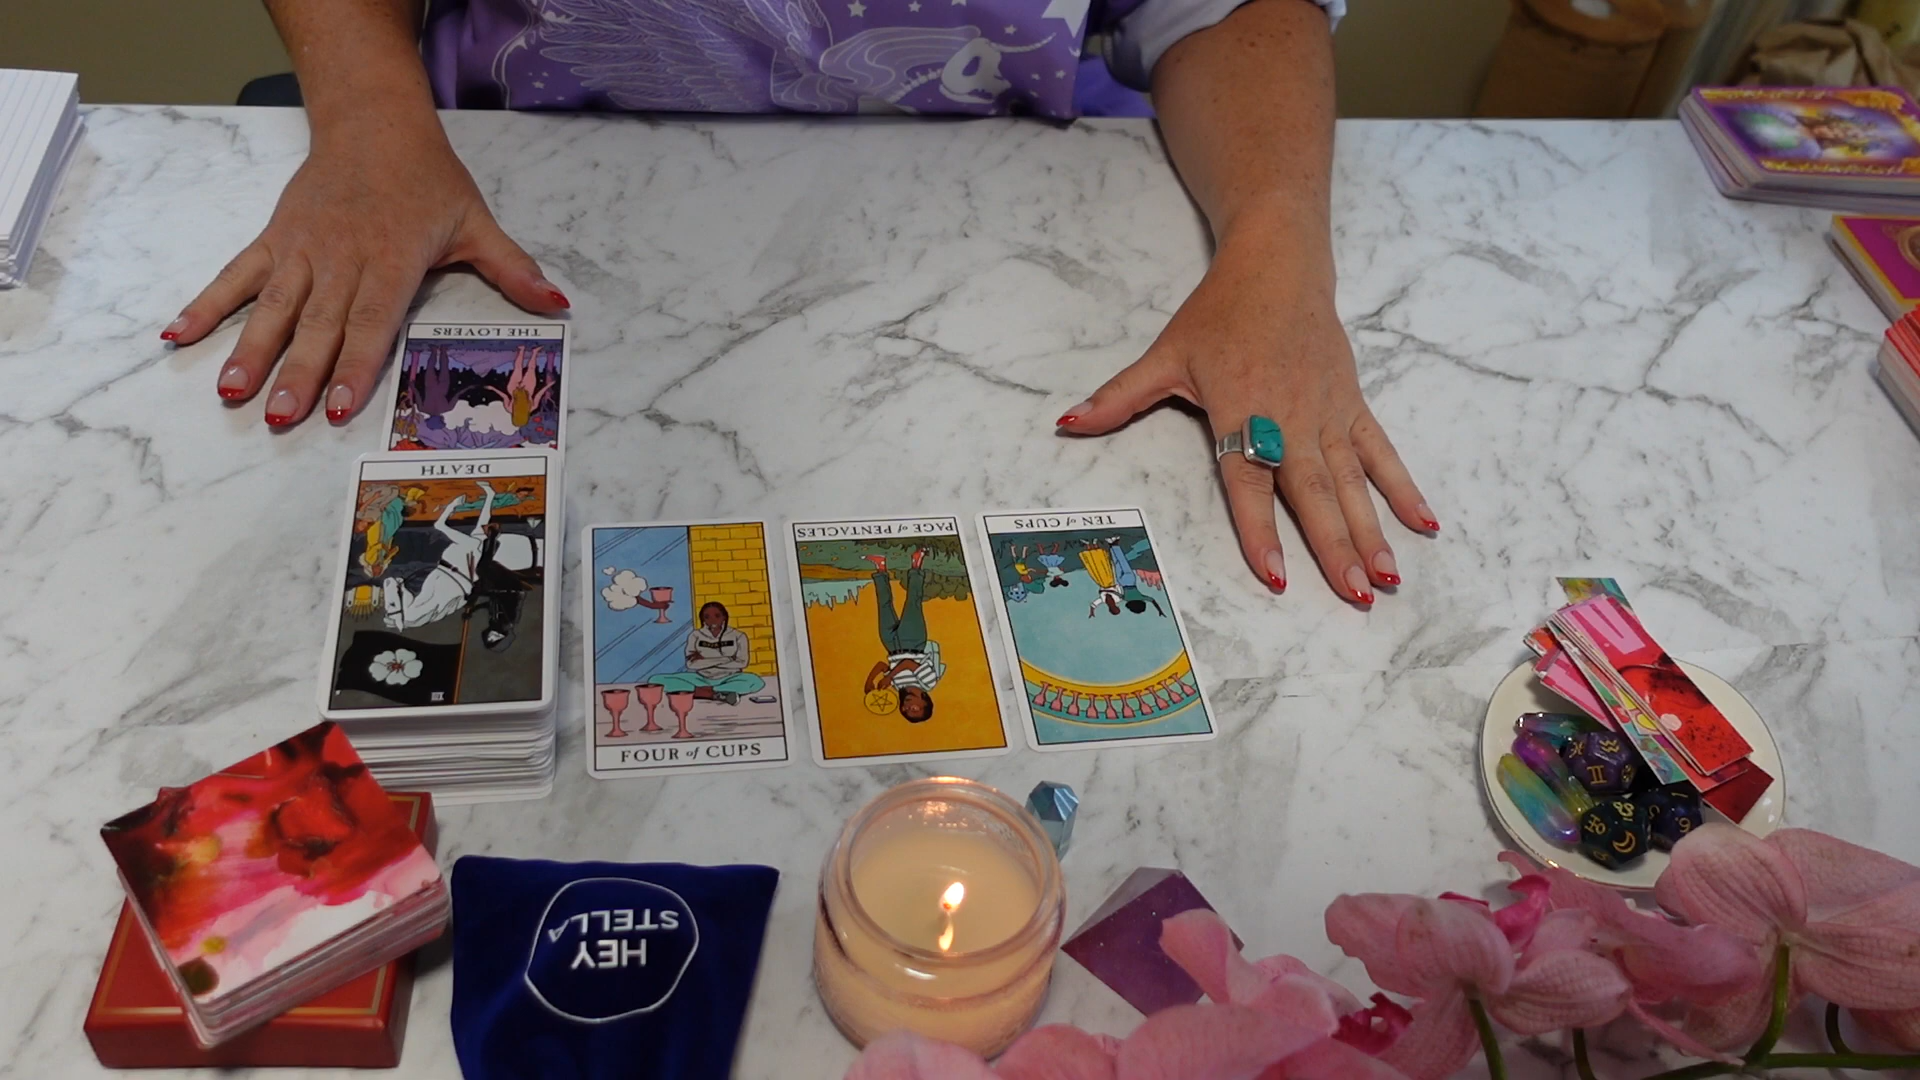 THE LOVERS
DEATH
FOUR of CUPS
PAGE of PENTACLES
TEN of CUPS
HEY
STELLA